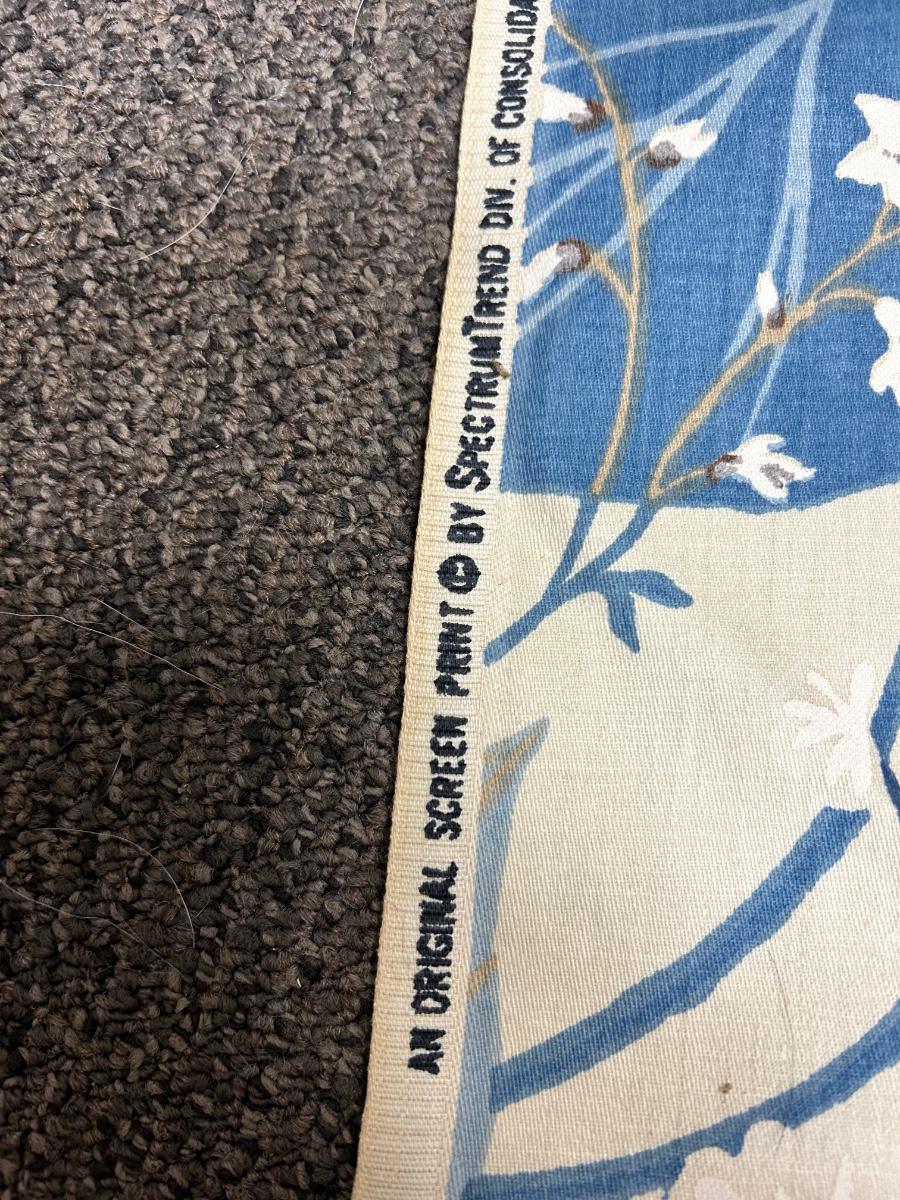 AN ORIGINAL SCREEN PRINT © BY SPECTRUMTREND DIV. OF CONSOLIDA